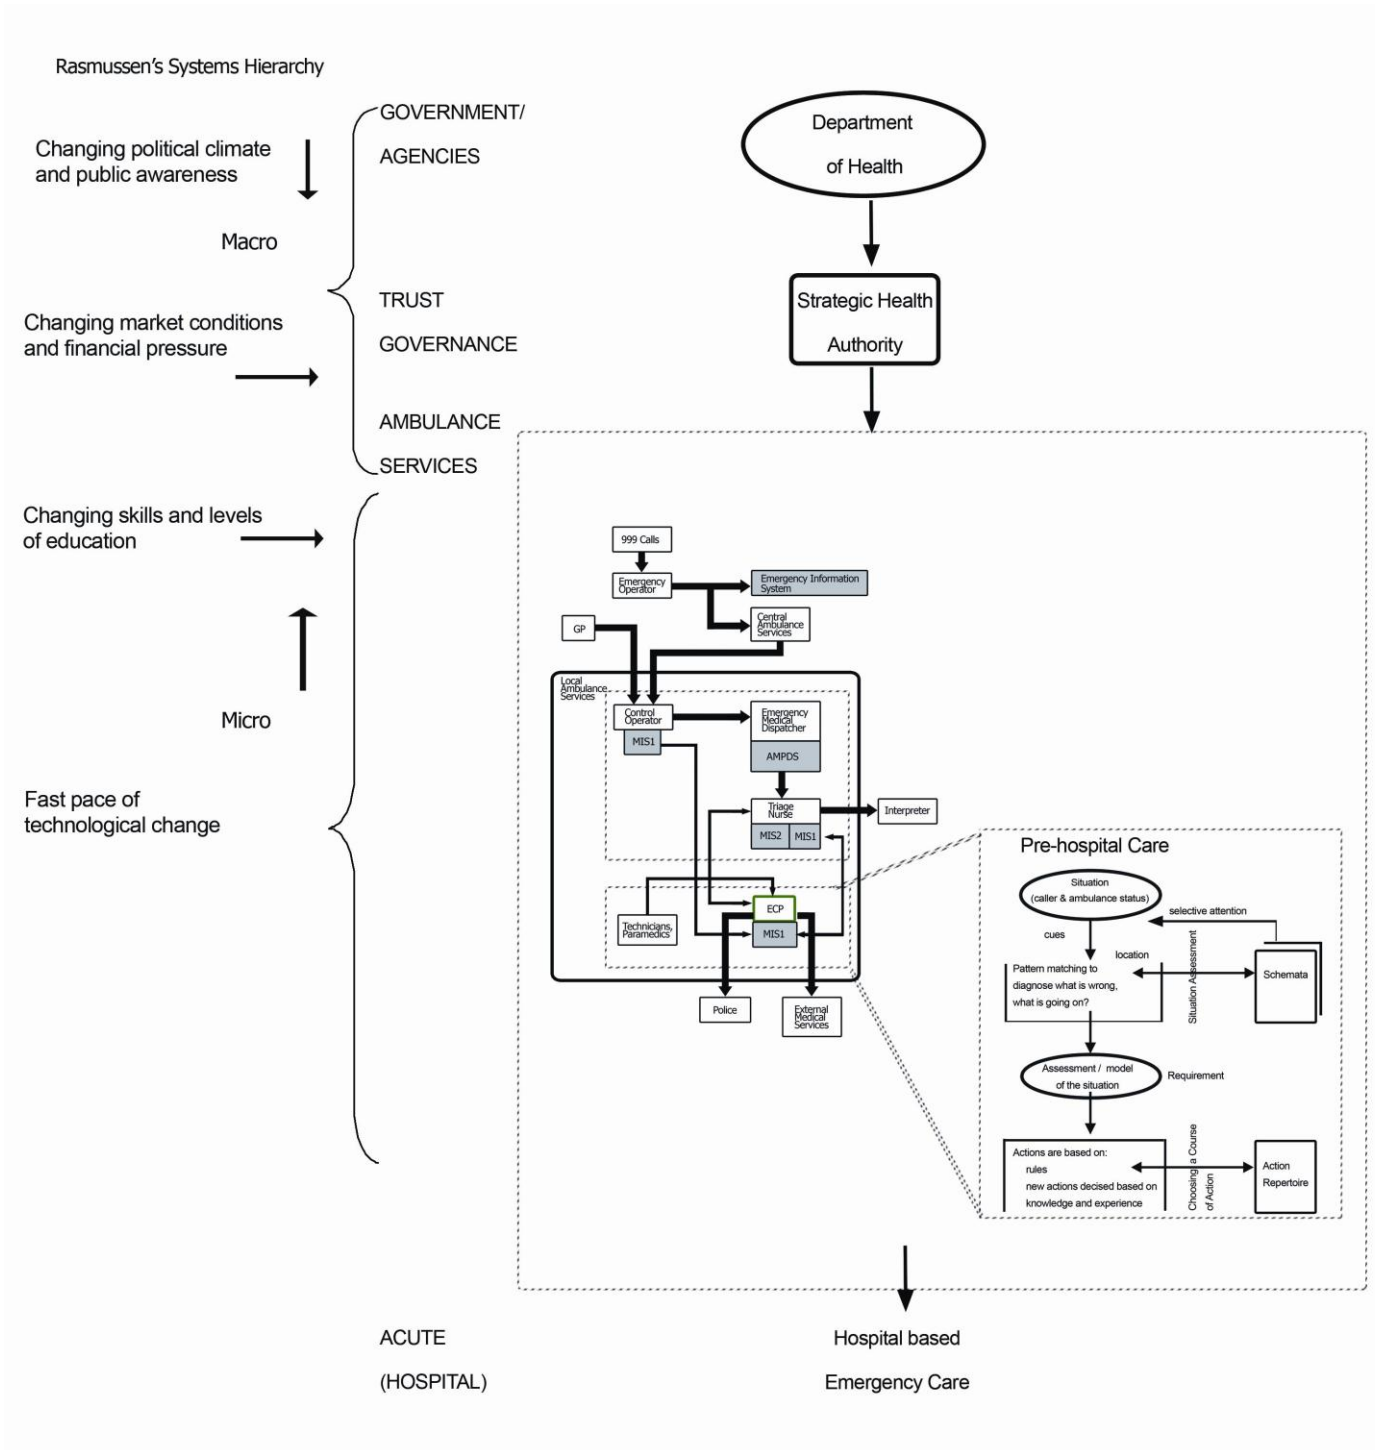 Rasmussen's Systems Hierarchy
Changing political climate
and public awareness
Macro
Changing market conditions
and financial pressure
Changing skills and levels
of education
Micro
Fast pace of
technological change
GOVERNMENT/
AGENCIES
TRUST
GOVERNANCE
AMBULANCE
SERVICES
ACUTE
(HOSPITAL)
Department
of Health
Strategic Health
Authority
999 Calls
Emergency
Operator
Emergency Information
System
Central
Ambulance
Services
GP
Local
Ambulance
Services
Control
Operator
MIS1
Emergency
Medical
Dispatcher
AMPDS
Triage
Nurse
MIS2
MIS1
Interpreter
Technicians,
Paramedics
ECP
MIS1
Police
External
Medical
Services
Pre-hospital Care
Situation
(caller & ambulance status)
selective attention
cues
location
Pattern matching to
diagnose what is wrong,
what is going on?
Situation Assessment
Schemata
Assessment / model
of the situation
Requirement
Actions are based on:
rules
new actions decised based on
knowledge and experience
Choosing a Course
of Action
Action
Repertoire
Hospital based
Emergency Care